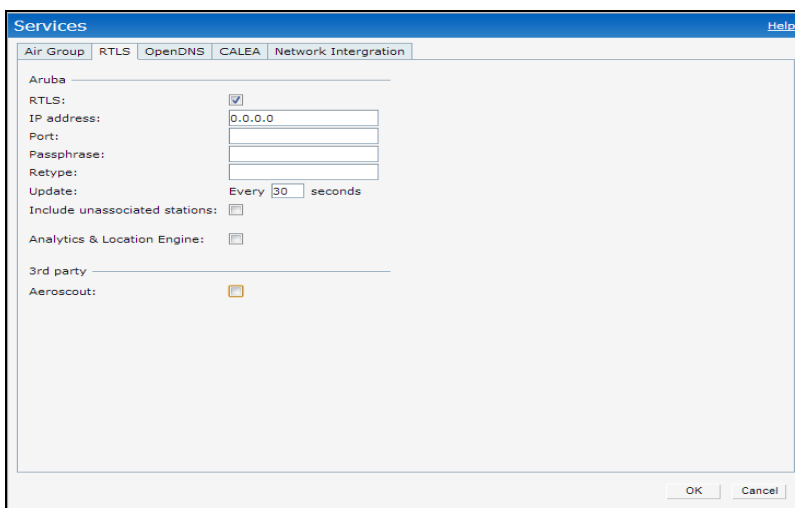 Services
Help
Air Group RTLS OpenDNS CALEA Network Intergration
Aruba
RTLS:
IP address: 0.0.0.0
Port:
Passphrase:
Retype:
Update: Every 30 seconds
Include unassociated stations:
Analytics & Location Engine:
3rd party
Aeroscout:
OK Cancel